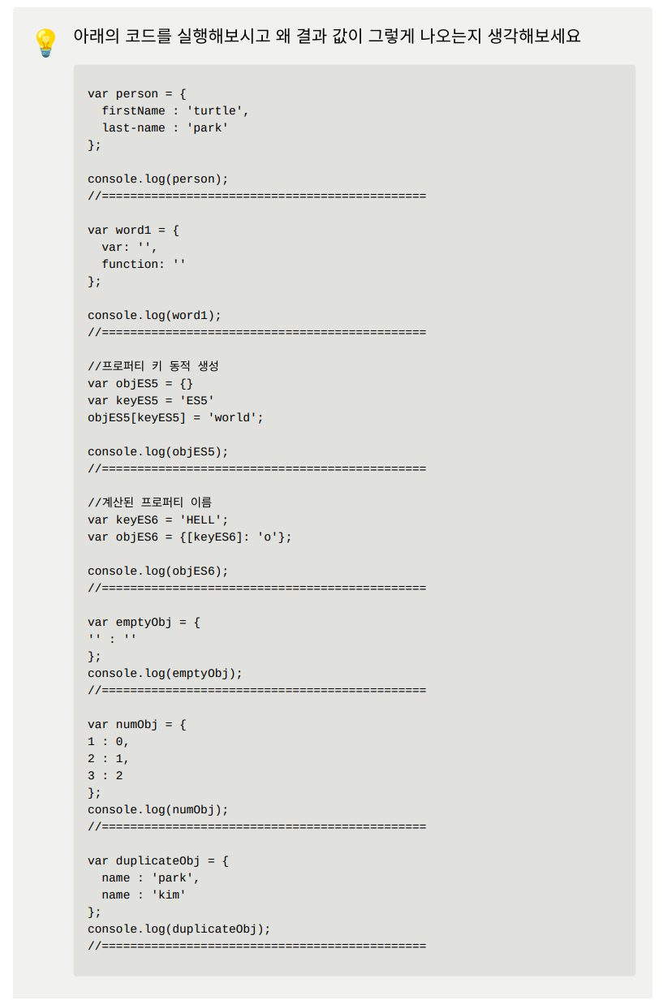 아래의 코드를 실행해보시고 왜 결과 값이 그렇게 나오는지 생각해보세요
var person = {
  firstName : 'turtle',
  last-name : 'park'
};
console.log(person);
//==============================================
var word1 = {
  var: '',
  function: ''
};
console.log(word1);
//==============================================
//프로퍼티 키 동적 생성
var objES5 = {}
var keyES5 = 'ES5'
objES5[keyES5] = 'world';
console.log(objES5);
//==============================================
//계산된 프로퍼티 이름
var keyES6 = 'HELL';
var objES6 = {[keyES6]: 'o'};
console.log(objES6);
//==============================================
var emptyObj = {
'' : ''
};
console.log(emptyObj);
//==============================================
var numObj = {
1 : 0,
2 : 1,
3 : 2
};
console.log(numObj);
//==============================================
var duplicateObj = {
  name : 'park',
  name : 'kim'
};
console.log(duplicateObj);
//==============================================